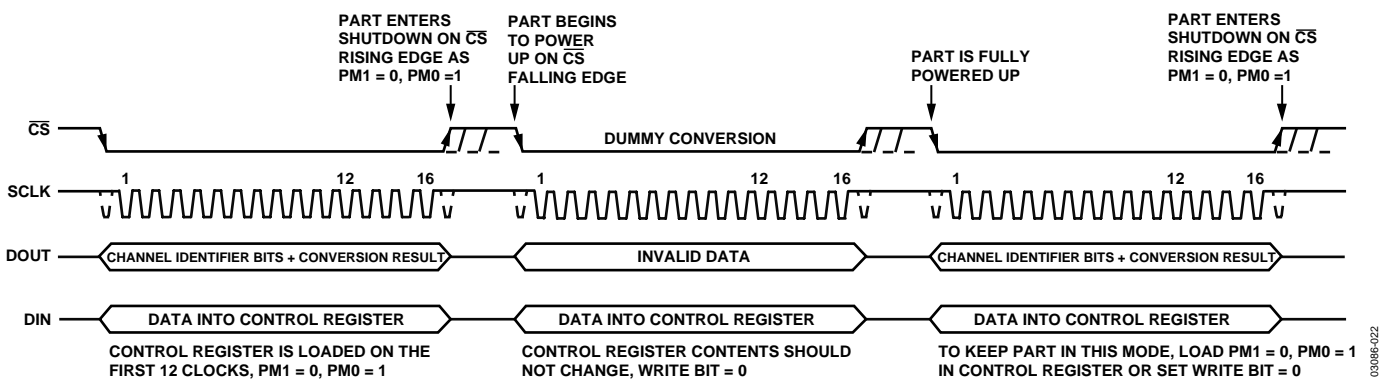 PART ENTERS
SHUTDOWN ON CS
RISING EDGE AS
PM1 = 0, PM0 =1
PART BEGINS
TO POWER
UP ON CS
FALLING EDGE
PART IS FULLY
POWERED UP
PART ENTERS
SHUTDOWN ON CS
RISING EDGE AS
PM1 = 0, PM0 =1
CS
DUMMY CONVERSION
SCLK
1 12 16 1 12 16 1 12 16
DOUT
CHANNEL IDENTIFIER BITS + CONVERSION RESULT
INVALID DATA
CHANNEL IDENTIFIER BITS + CONVERSION RESULT
DIN
DATA INTO CONTROL REGISTER
DATA INTO CONTROL REGISTER
DATA INTO CONTROL REGISTER
CONTROL REGISTER IS LOADED ON THE
FIRST 12 CLOCKS, PM1 = 0, PM0 = 1
CONTROL REGISTER CONTENTS SHOULD
NOT CHANGE, WRITE BIT = 0
TO KEEP PART IN THIS MODE, LOAD PM1 = 0, PM0 = 1
IN CONTROL REGISTER OR SET WRITE BIT = 0
03086-022